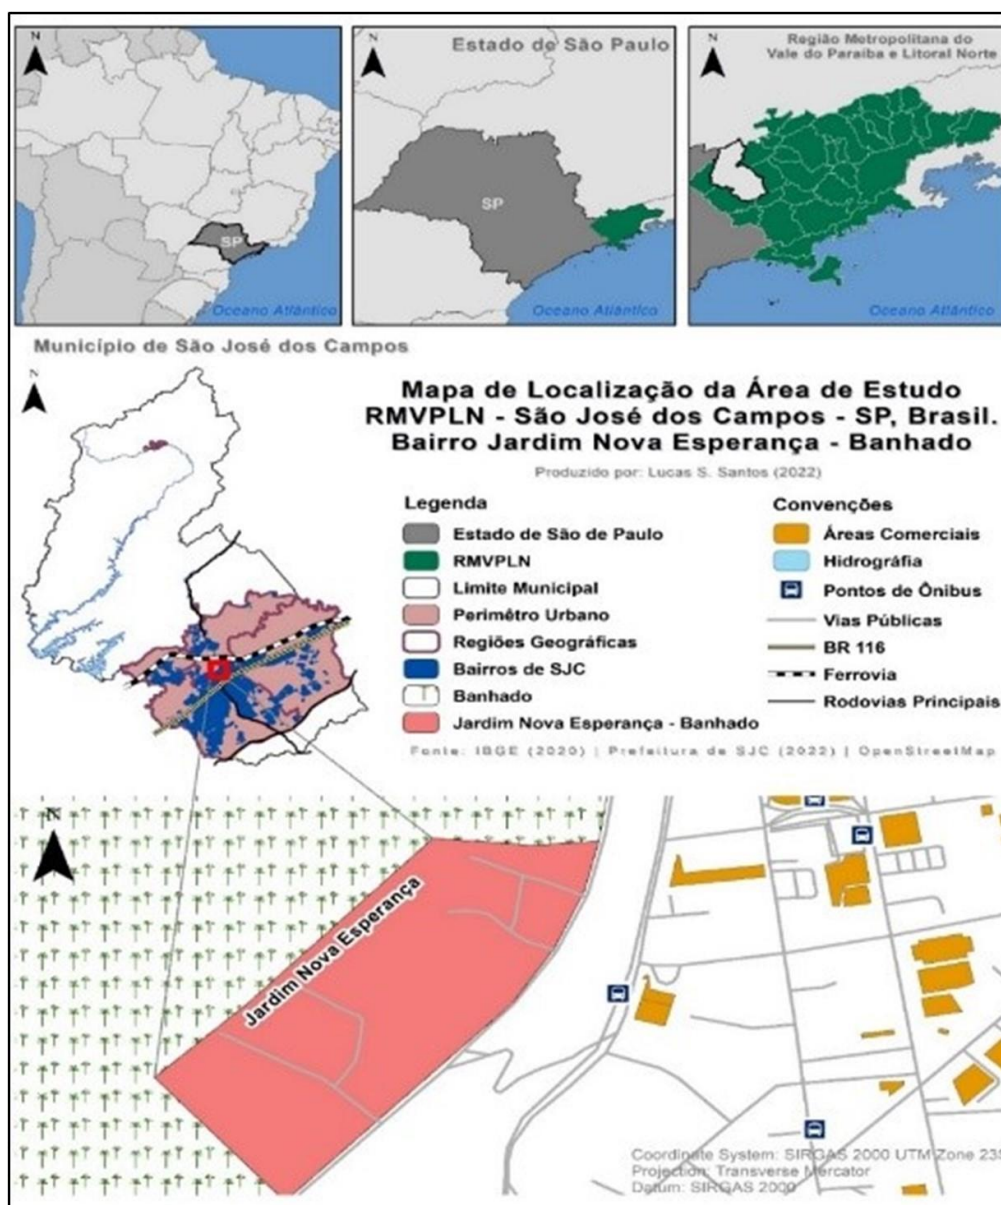 N
SP
Oceano Atlântico
N
Estado de São Paulo
SP
Oceano Atlântico
N
Região Metropolitana do
Vale do Paraíba e Litoral Norte
Oceano Atlântico
Município de São José dos Campos
N
Mapa de Localização da Área de Estudo
RMVPLN - São José dos Campos - SP, Brasil.
Bairro Jardim Nova Esperança - Banhado
Produzido por: Lucas S. Santos (2022)
Legenda
Estado de São de Paulo
RMVPLN
Limite Municipal
Perimêtro Urbano
Regiões Geográficas
Bairros de SJC
Banhado
Jardim Nova Esperança - Banhado
Convenções
Áreas Comerciais
Hidrográfia
Pontos de Ônibus
Vias Públicas
BR 116
Ferrovia
Rodovias Principais
Fonte: IBGE (2020) | Prefeitura de SJC (2022) | OpenStreetMap
N
Jardim Nova Esperança
Coordinate System: SIRGAS 2000 UTM Zone 23S
Projection: Transverse Mercator
Datum: SIRGAS 2000